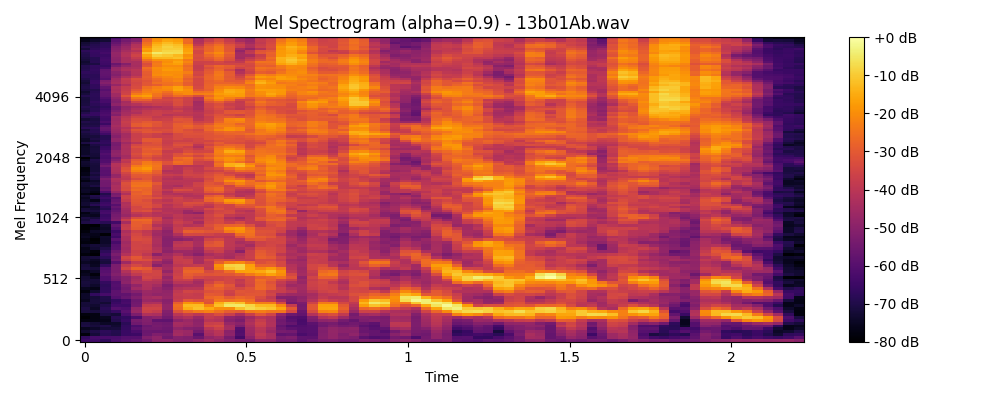 Mel Spectrogram (alpha=0.9) - 13b01Ab.wav
Mel Frequency
4096
2048
1024
512
0
0
0.5
1
1.5
2
Time
+0 dB
-10 dB
-20 dB
-30 dB
-40 dB
-50 dB
-60 dB
-70 dB
-80 dB